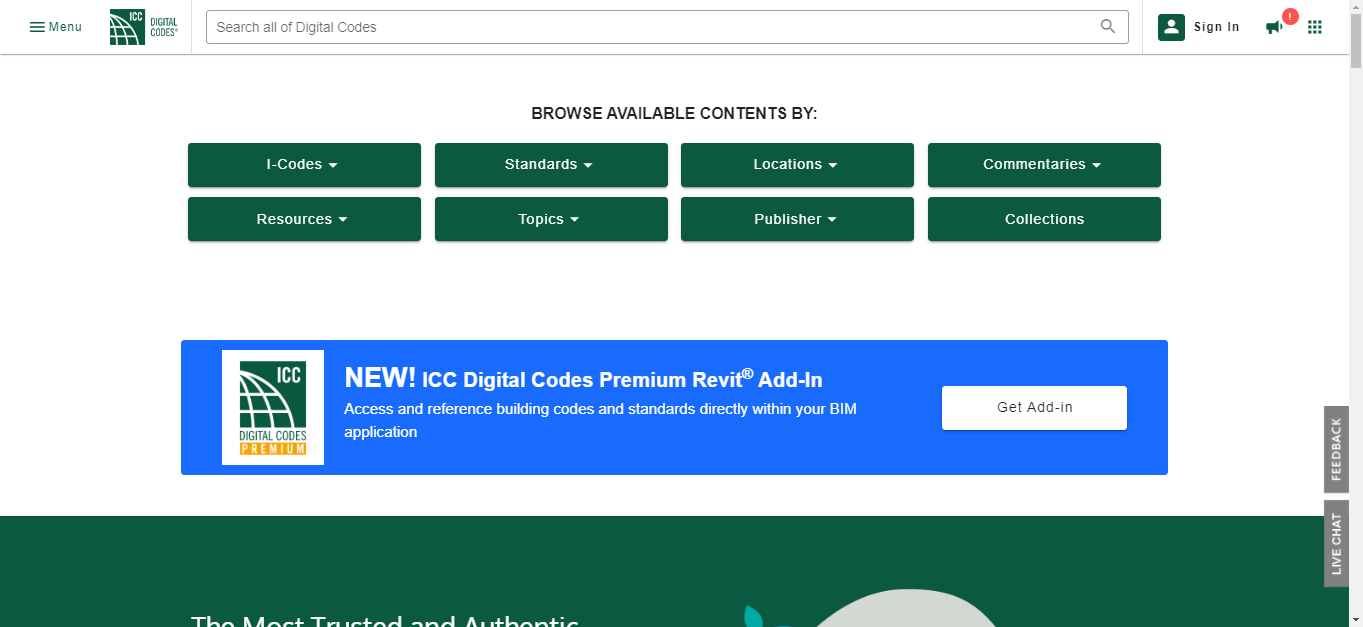 Menu
ICC
DIGITAL
CODES®
Search all of Digital Codes
Sign In
!
BROWSE AVAILABLE CONTENTS BY:
I-Codes
Standards
Locations
Commentaries
Resources
Topics
Publisher
Collections
ICC
DIGITAL CODES
PREMIUM
NEW! ICC Digital Codes Premium Revit® Add-In
Access and reference building codes and standards directly within your BIM
application
Get Add-in
FEEDBACK
LIVE CHAT
The Most Trusted and Authentic